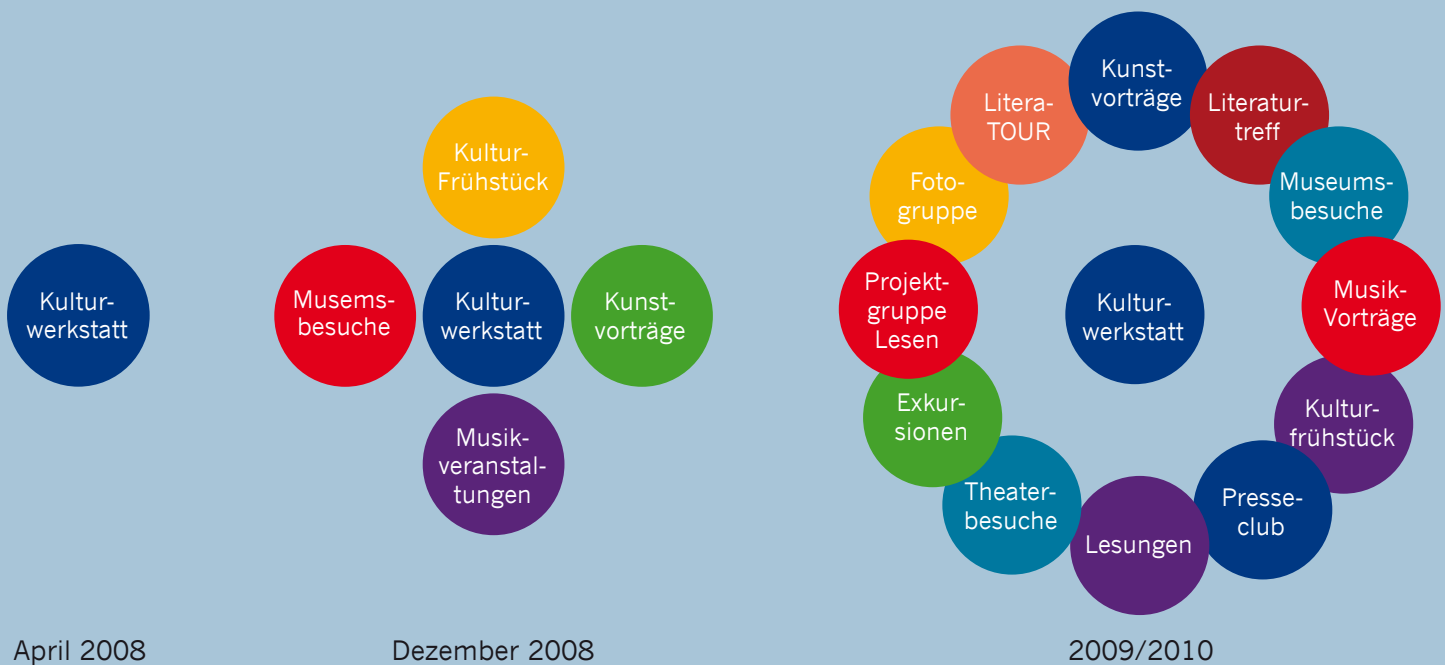 Kultur-
werkstatt
April 2008
Kultur-
Frühstück
Musems-
besuche
Kultur-
werkstatt
Kunst-
vorträge
Musik-
veranstal-
tungen
Dezember 2008
Kunst-
vorträge
Litera-
TOUR
Literatur-
treff
Foto-
gruppe
Museums-
besuche
Projekt-
gruppe
Lesen
Kultur-
werkstatt
Musik-
Vorträge
Exkur-
sionen
Kultur-
frühstück
Theater-
besuche
Presse-
club
Lesungen
2009/2010